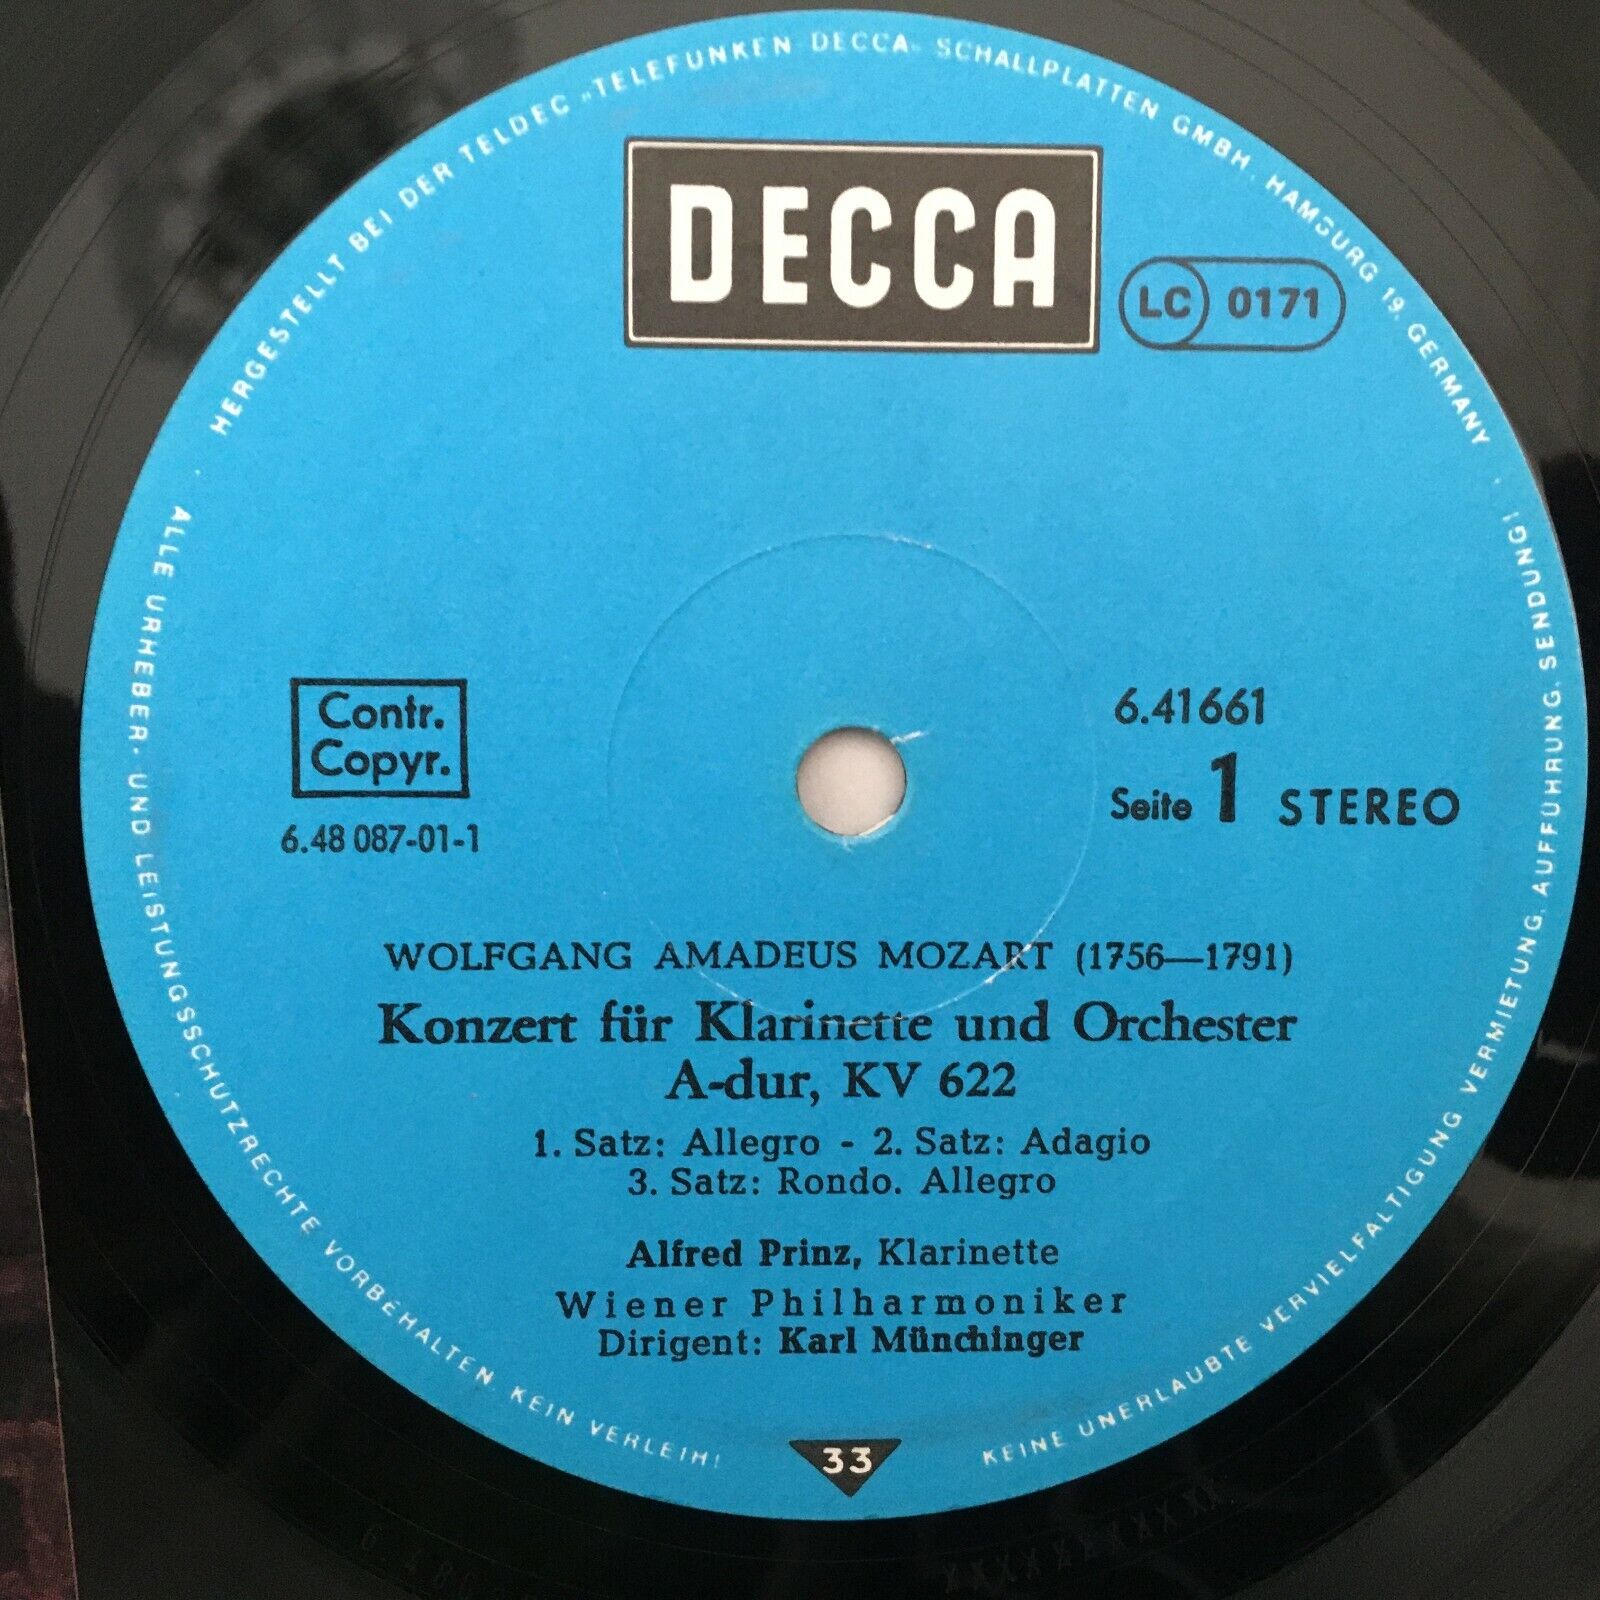 HERGESTELLT BEI DER TELDEC »TELEFUNKEN DECCA« SCHALLPLATTEN GMBH, HAMBURG 19, GERMANY
DECCA
LC 0171
Contr.
Copyr.
6.48 087-01-1
6.41661
Seite 1 STEREO
WOLFGANG AMADEUS MOZART (1756—1791)
Konzert für Klarinette und Orchester
A-dur, KV 622
1. Satz: Allegro - 2. Satz: Adagio
3. Satz: Rondo. Allegro
Alfred Prinz, Klarinette
Wiener Philharmoniker
Dirigent: Karl Münchinger
33
ALLE URHEBER- UND LEISTUNGSSCHUTZRECHTE VORBEHALTEN. KEIN VERLEIH!
KEINE UNERLAUBTE VERVIELFALTIGUNG VERMIETUNG, AUFFÜHRUNG, SENDUNG!